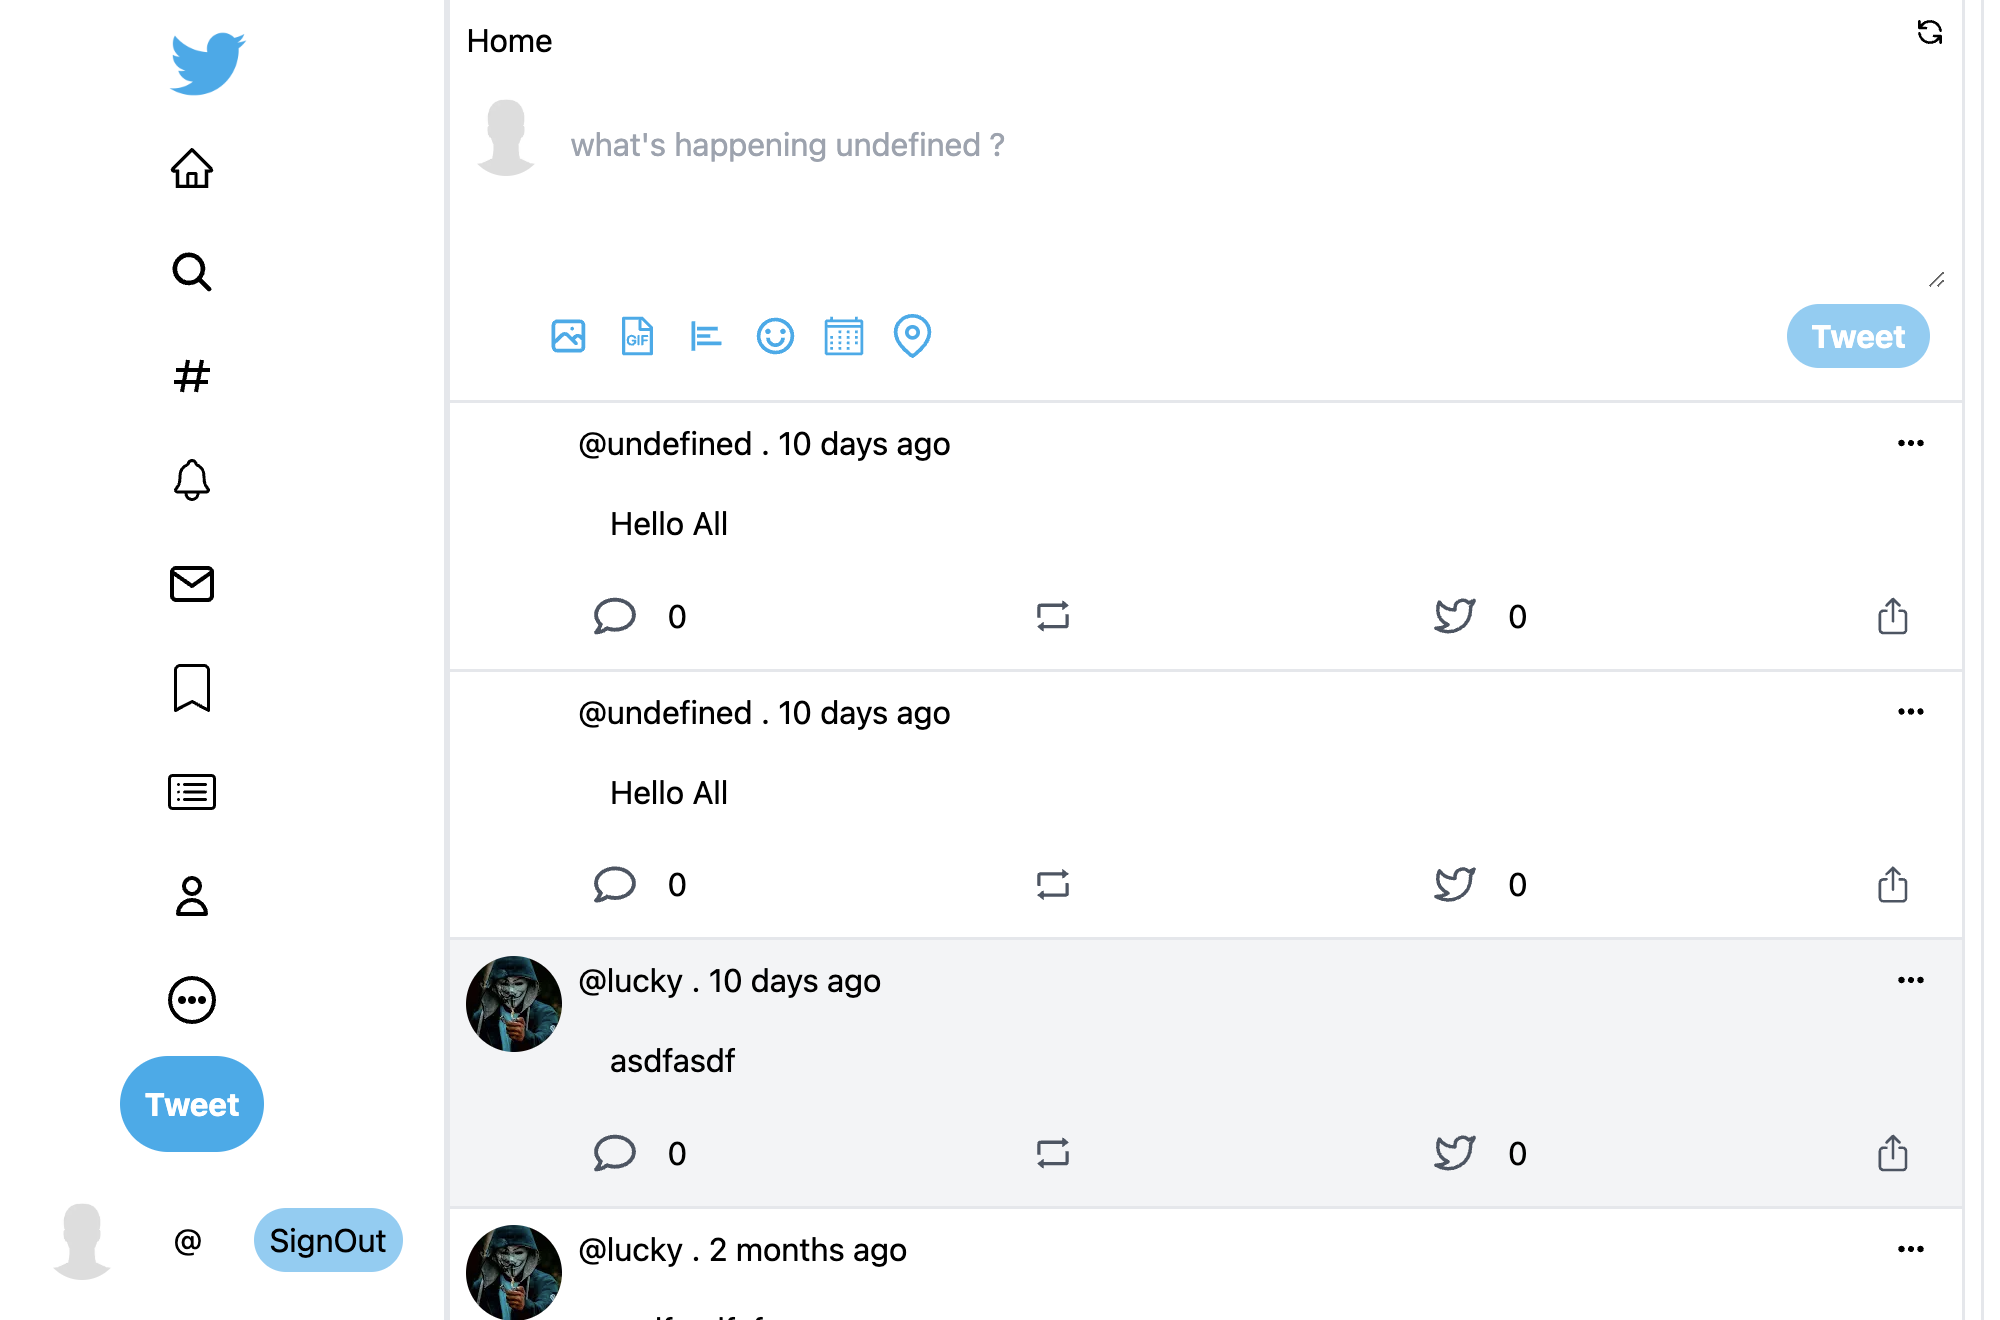 Home
what's happening undefined ?
GIF
Tweet
@undefined . 10 days ago
Hello All
0
0
@undefined . 10 days ago
Hello All
0
0
@lucky . 10 days ago
asdfasdf
0
0
@lucky . 2 months ago
Tweet
@
SignOut